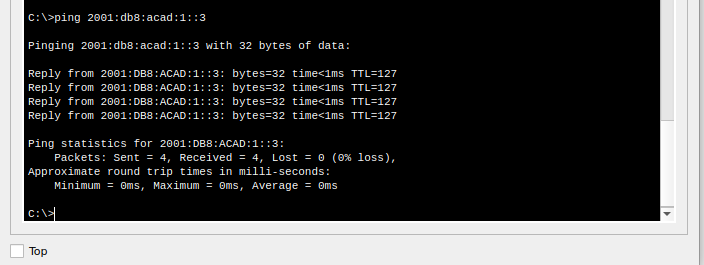 C:\>ping 2001:db8:acad:1::3
Pinging 2001:db8:acad:1::3 with 32 bytes of data:
Reply from 2001:DB8:ACAD:1::3: bytes=32 time<1ms TTL=127
Reply from 2001:DB8:ACAD:1::3: bytes=32 time<1ms TTL=127
Reply from 2001:DB8:ACAD:1::3: bytes=32 time<1ms TTL=127
Reply from 2001:DB8:ACAD:1::3: bytes=32 time<1ms TTL=127
Ping statistics for 2001:DB8:ACAD:1::3:
    Packets: Sent = 4, Received = 4, Lost = 0 (0% loss),
Approximate round trip times in milli-seconds:
    Minimum = 0ms, Maximum = 0ms, Average = 0ms
C:\>
Top